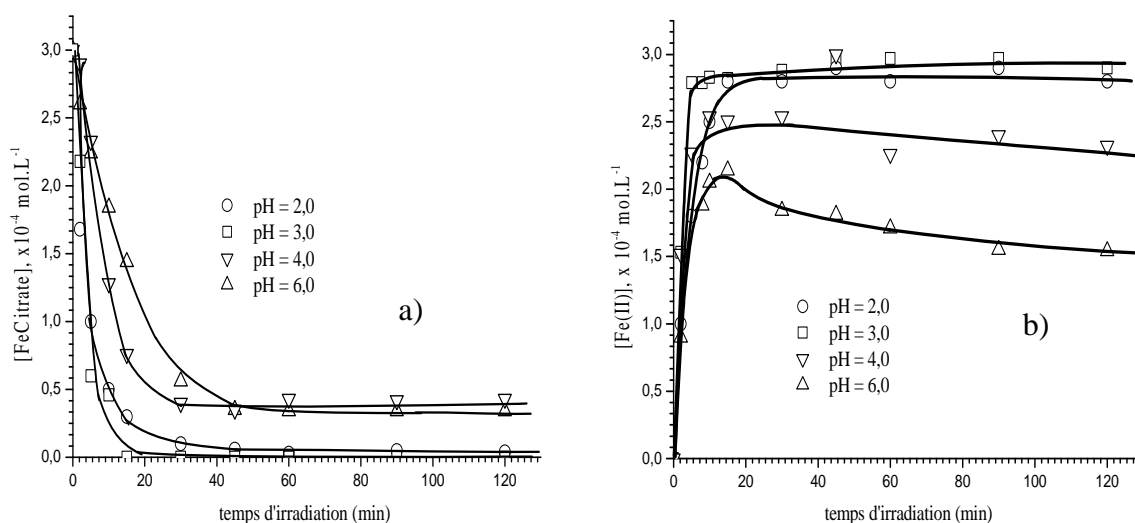 [FeCitrate], x10⁻⁴ mol.L⁻¹
3,0
2,5
2,0
1,5
1,0
0,5
0,0
pH = 2,0
pH = 3,0
pH = 4,0
pH = 6,0
a)
0 20 40 60 80 100 120
temps d'irradiation (min)
[Fe(II)], x 10⁻⁴ mol.L⁻¹
3,0
2,5
2,0
1,5
1,0
0,5
0,0
pH = 2,0
pH = 3,0
pH = 4,0
pH = 6,0
b)
0 20 40 60 80 100 120
temps d'irradiation (min)